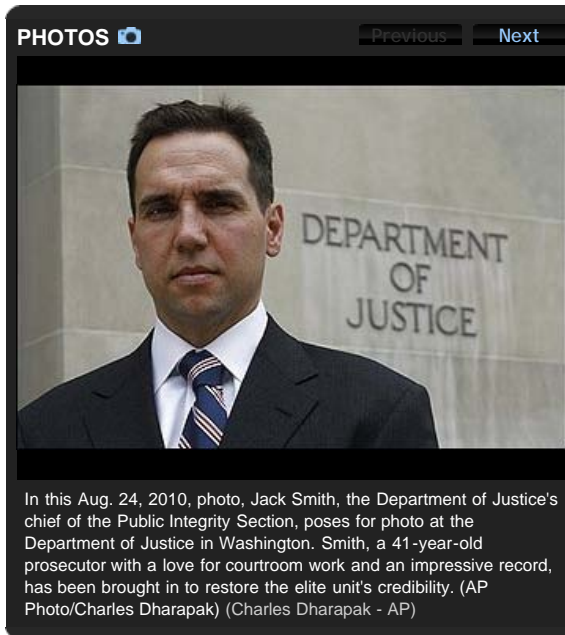 PHOTOS
Previous
Next
DEPARTMENT
OF
JUSTICE
In this Aug. 24, 2010, photo, Jack Smith, the Department of Justice's
chief of the Public Integrity Section, poses for photo at the
Department of Justice in Washington. Smith, a 41-year-old
prosecutor with a love for courtroom work and an impressive record,
has been brought in to restore the elite unit's credibility. (AP
Photo/Charles Dharapak) (Charles Dharapak - AP)